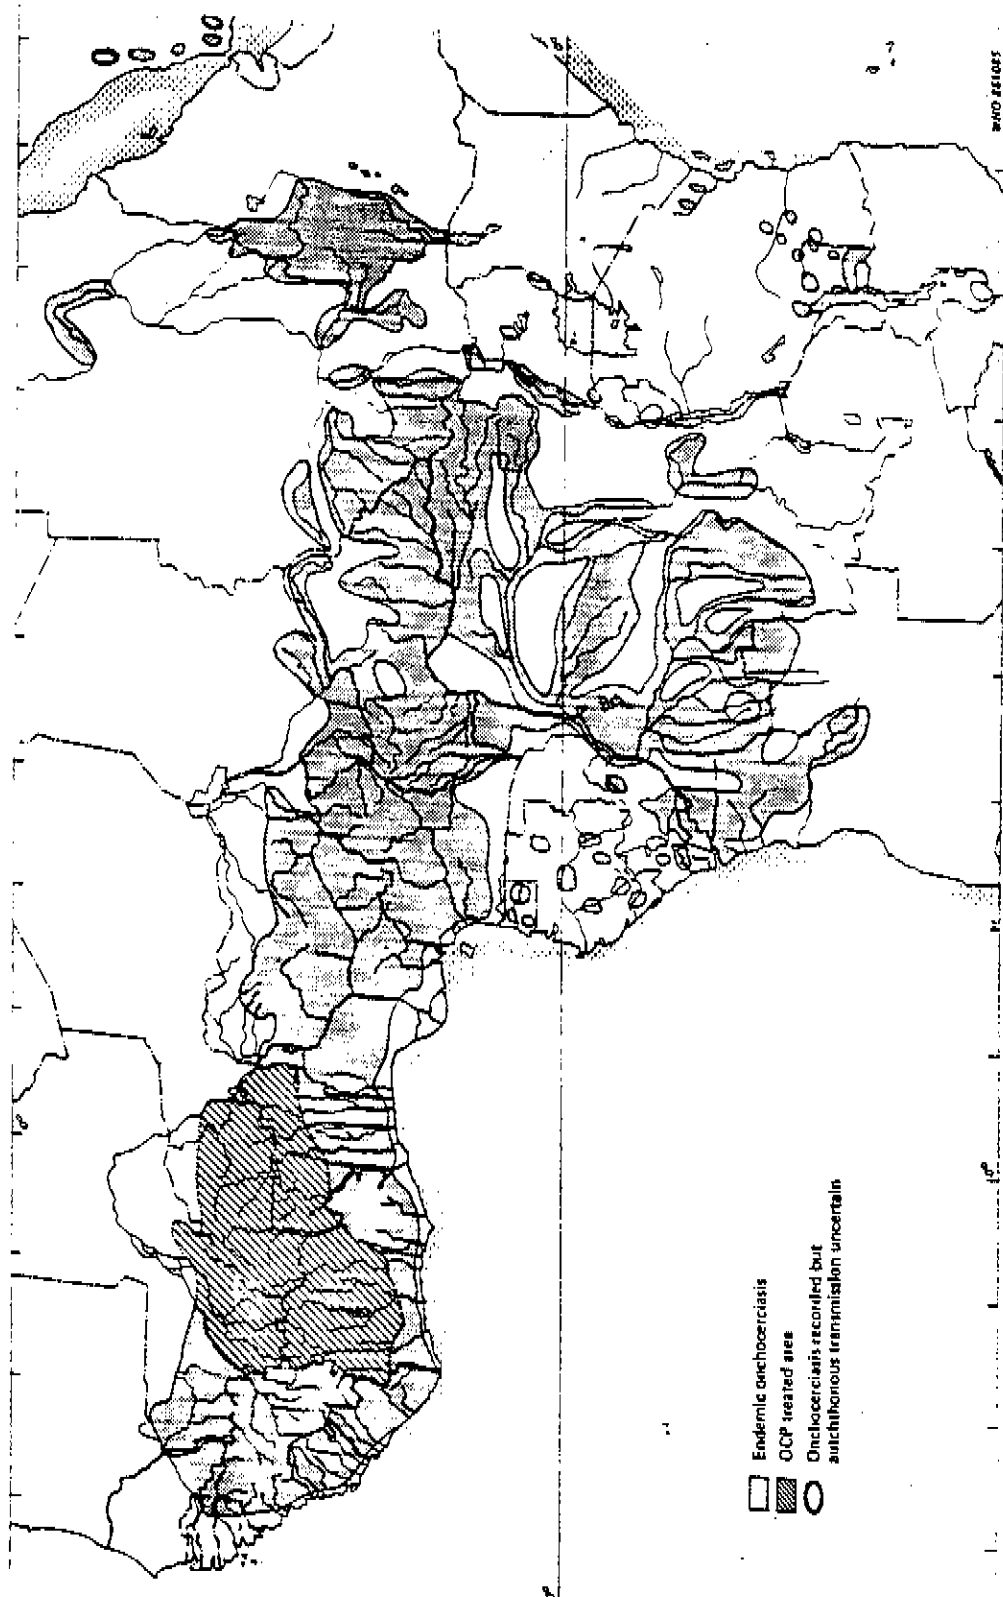 Endemic onchocerciasis
OCP treated area
Onchocerciasis recorded but
autochthonous transmission uncertain